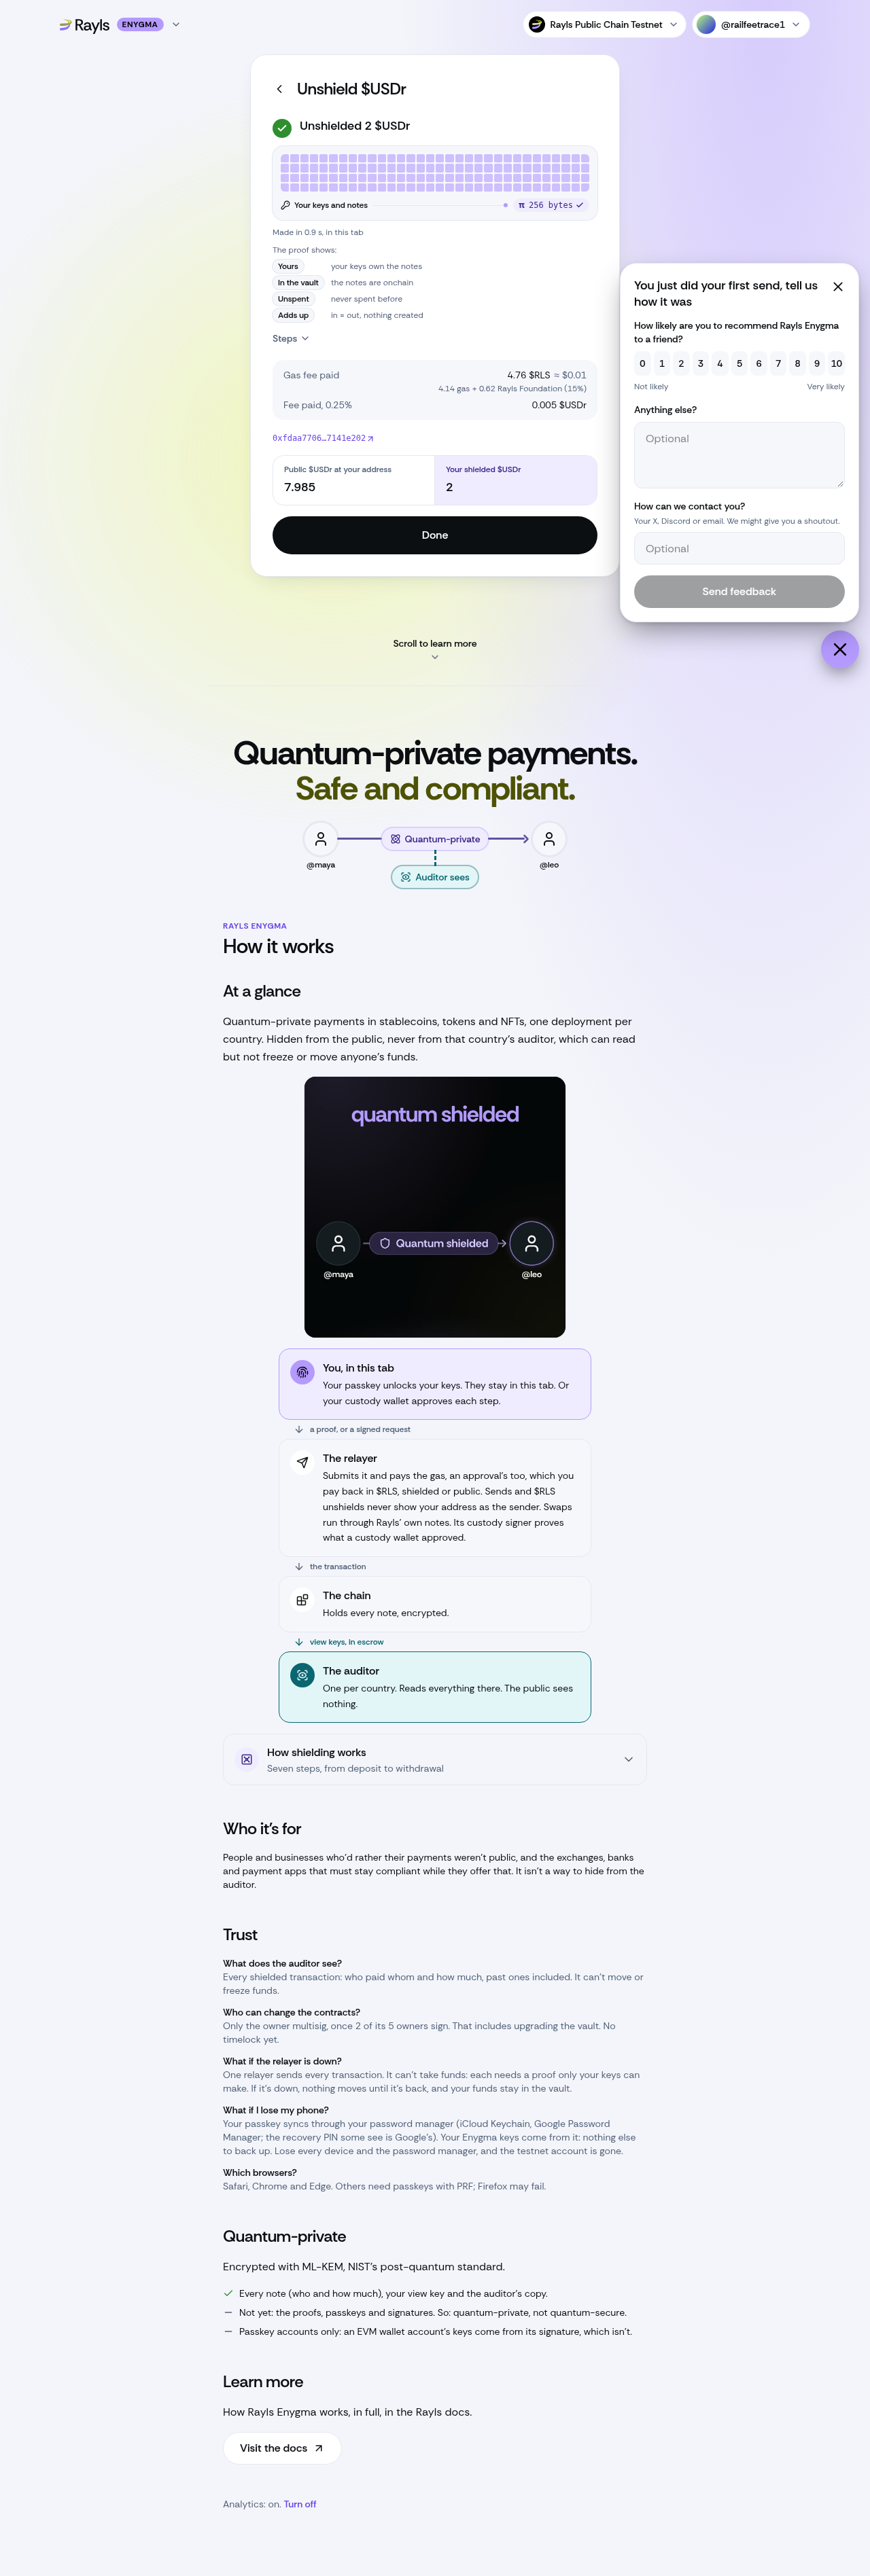 Rayls ENYGMA
Rayls Public Chain Testnet
@railfeetrace1
Unshield $USDr
Unshielded 2 $USDr
Your keys and notes
π 256 bytes
Made in 0.9 s, in this tab
The proof shows:
Yours your keys own the notes
In the vault the notes are onchain
Unspent never spent before
Adds up in = out, nothing created
Steps
Gas fee paid 4.76 $RLS ≈ $0.01
4.14 gas + 0.62 Rayls Foundation (15%)
Fee paid, 0.25% 0.005 $USDr
0xfdaa7706…7141e202
Public $USDr at your address
7.985
Your shielded $USDr
2
Done
You just did your first send, tell us
how it was
How likely are you to recommend Rayls Enygma
to a friend?
0 1 2 3 4 5 6 7 8 9 10
Not likely Very likely
Anything else?
Optional
How can we contact you?
Your X, Discord or email. We might give you a shoutout.
Optional
Send feedback
Scroll to learn more
Quantum-private payments.
Safe and compliant.
Quantum-private
@maya @leo
Auditor sees
RAYLS ENYGMA
How it works
At a glance
Quantum-private payments in stablecoins, tokens and NFTs, one deployment per
country. Hidden from the public, never from that country's auditor, which can read
but not freeze or move anyone's funds.
quantum shielded
Quantum shielded
@maya @leo
You, in this tab
Your passkey unlocks your keys. They stay in this tab. Or
your custody wallet approves each step.
a proof, or a signed request
The relayer
Submits it and pays the gas, an approval's too, which you
pay back in $RLS, shielded or public. Sends and $RLS
unshields never show your address as the sender. Swaps
run through Rayls' own notes. Its custody signer proves
what a custody wallet approved.
the transaction
The chain
Holds every note, encrypted.
view keys, in escrow
The auditor
One per country. Reads everything there. The public sees
nothing.
How shielding works
Seven steps, from deposit to withdrawal
Who it's for
People and businesses who'd rather their payments weren't public, and the exchanges, banks
and payment apps that must stay compliant while they offer that. It isn't a way to hide from the
auditor.
Trust
What does the auditor see?
Every shielded transaction: who paid whom and how much, past ones included. It can't move or
freeze funds.
Who can change the contracts?
Only the owner multisig, once 2 of its 5 owners sign. That includes upgrading the vault. No
timelock yet.
What if the relayer is down?
One relayer sends every transaction. It can't take funds: each needs a proof only your keys can
make. If it's down, nothing moves until it's back, and your funds stay in the vault.
What if I lose my phone?
Your passkey syncs through your password manager (iCloud Keychain, Google Password
Manager; the recovery PIN some see is Google's). Your Enygma keys come from it: nothing else
to back up. Lose every device and the password manager, and the testnet account is gone.
Which browsers?
Safari, Chrome and Edge. Others need passkeys with PRF; Firefox may fail.
Quantum-private
Encrypted with ML-KEM, NIST's post-quantum standard.
Every note (who and how much), your view key and the auditor's copy.
Not yet: the proofs, passkeys and signatures. So: quantum-private, not quantum-secure.
Passkey accounts only: an EVM wallet account's keys come from its signature, which isn't.
Learn more
How Rayls Enygma works, in full, in the Rayls docs.
Visit the docs
Analytics: on. Turn off